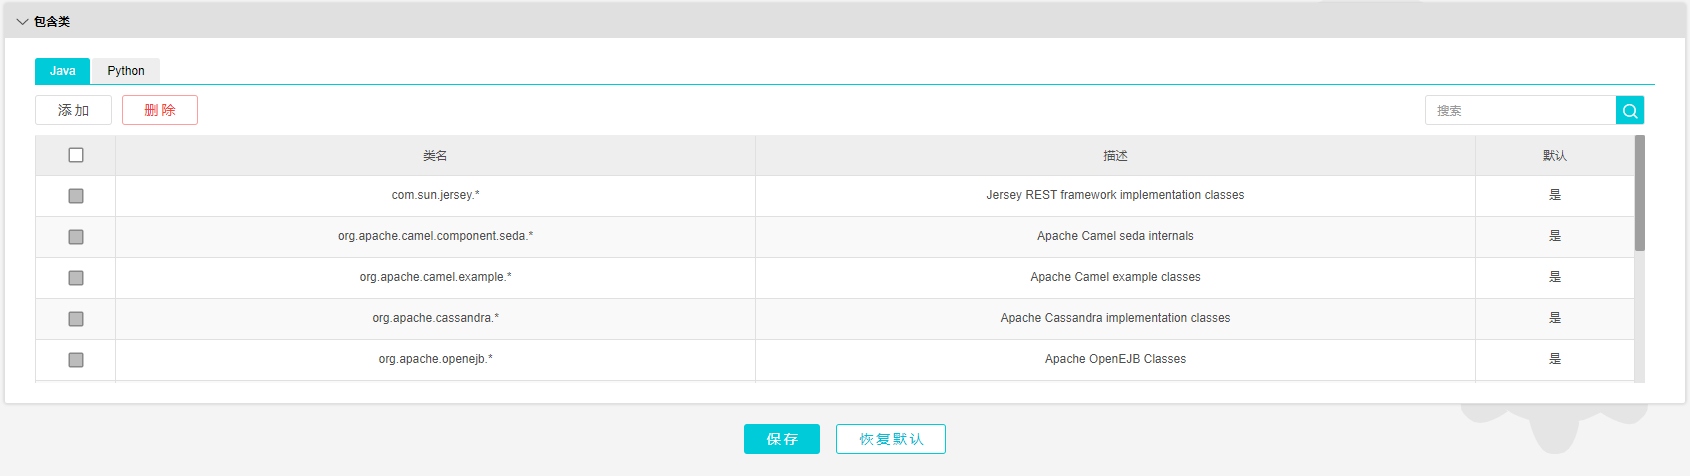 包含类
Java Python
添加 删除 搜索
类名 描述 默认
com.sun.jersey.* Jersey REST framework implementation classes 是
org.apache.camel.component.seda.* Apache Camel seda internals 是
org.apache.camel.example.* Apache Camel example classes 是
org.apache.cassandra.* Apache Cassandra implementation classes 是
org.apache.openejb.* Apache OpenEJB Classes 是
保存 恢复默认